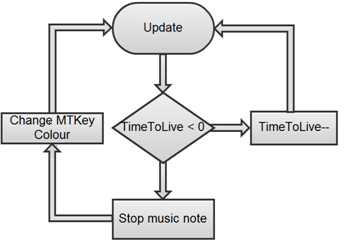 Update
Change MTKey
Colour
TimeToLive < 0
TimeToLive--
Stop music note